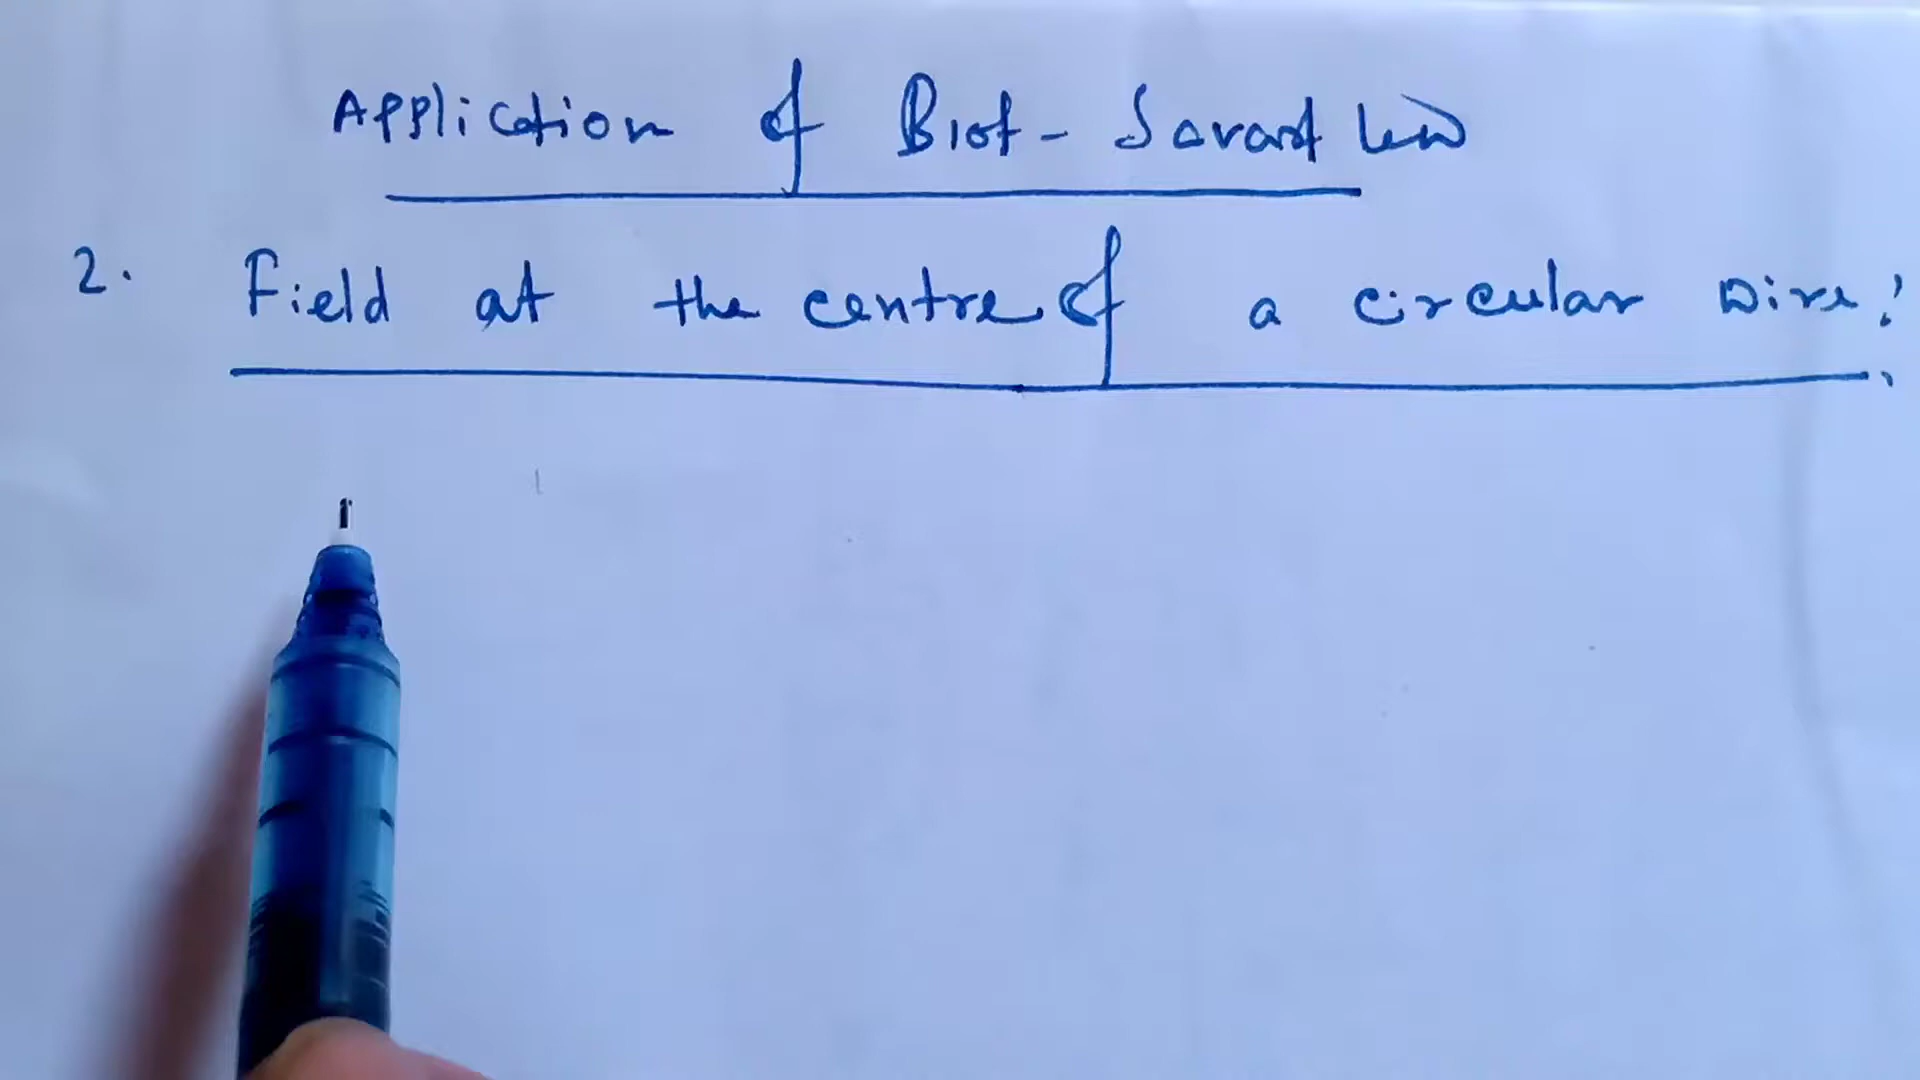 Application of Biot - Savart law
2. Field at the centre of a circular wire: